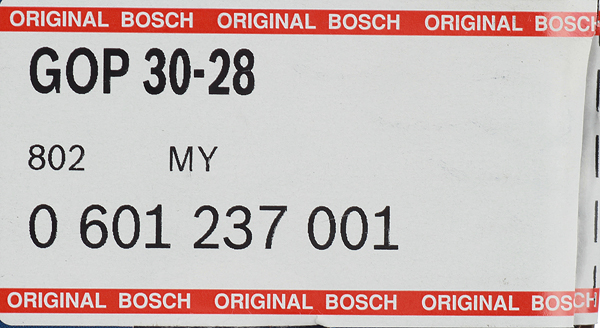 ORIGINAL BOSCH ORIGINAL BOSCH ORIGINAL BOSCH
GOP 30-28
802 MY
0 601 237 001
ORIGINAL BOSCH ORIGINAL BOSCH ORIGINAL BOSCH